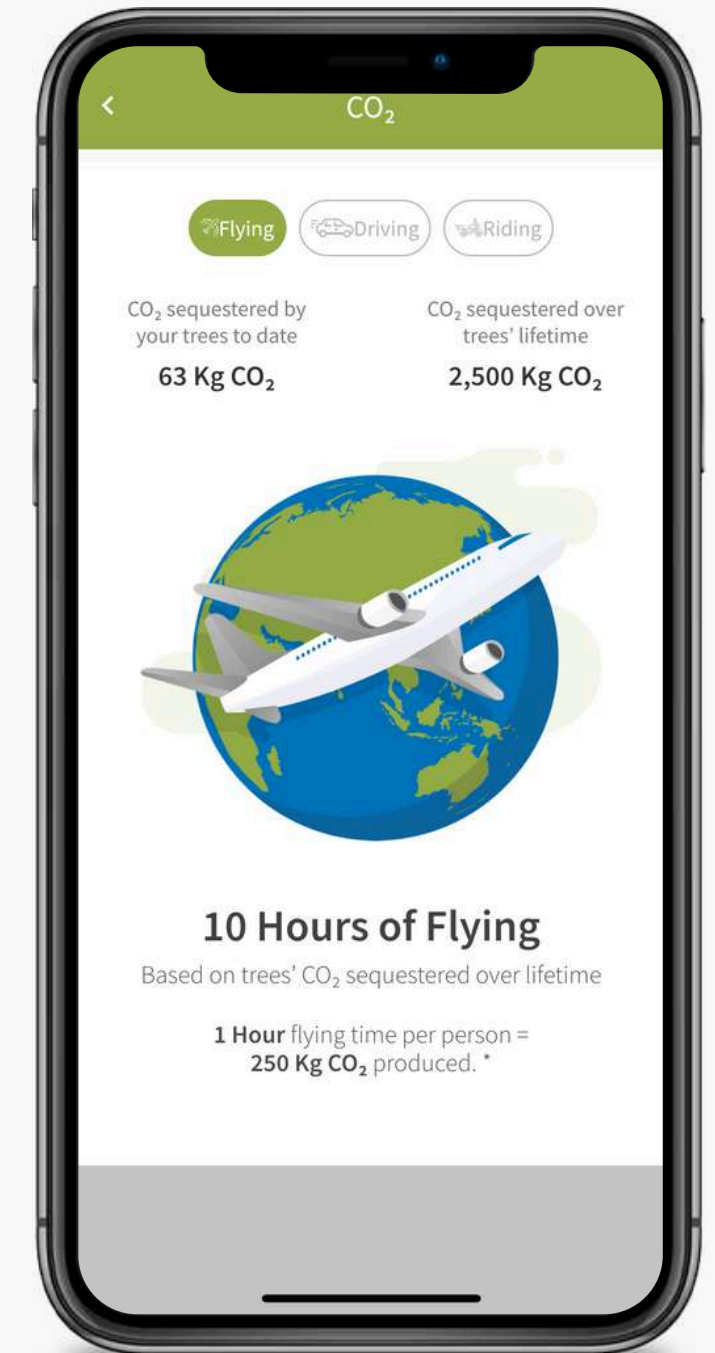 CO₂
Flying
Driving
Riding
CO₂ sequestered by
your trees to date
63 Kg CO₂
CO₂ sequestered over
trees' lifetime
2,500 Kg CO₂
10 Hours of Flying
Based on trees' CO₂ sequestered over lifetime
1 Hour flying time per person =
250 Kg CO₂ produced. *